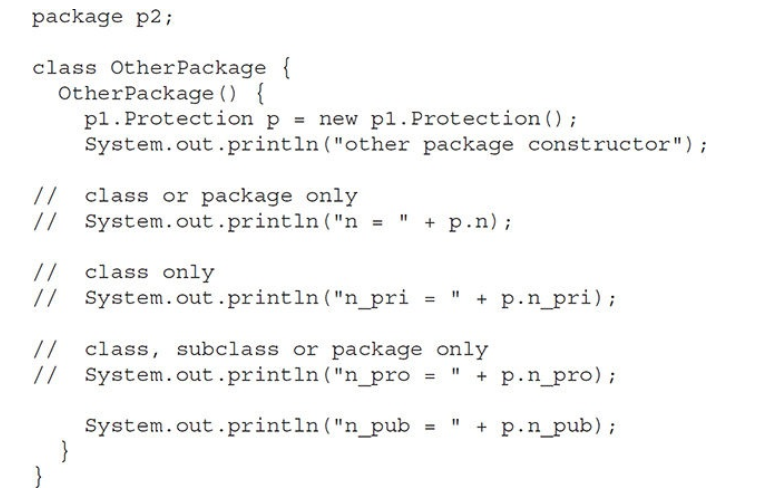 package p2;
class OtherPackage {
OtherPackage() {
p1.Protection p = new p1.Protection();
System.out.println("other package constructor");
// class or package only
// System.out.println("n = " + p.n);
// class only
// System.out.println("n_pri = " + p.n_pri);
// class, subclass or package only
// System.out.println("n_pro = " + p.n_pro);
System.out.println("n_pub = " + p.n_pub);
}
}